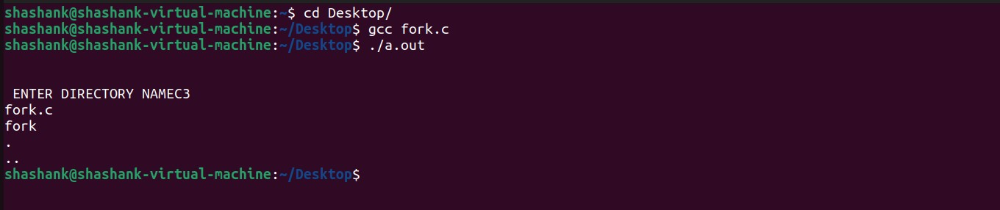 shashank@shashank-virtual-machine:~$ cd Desktop/
shashank@shashank-virtual-machine:~/Desktop$ gcc fork.c
shashank@shashank-virtual-machine:~/Desktop$ ./a.out
ENTER DIRECTORY NAMEC3
fork.c
fork
.
..
shashank@shashank-virtual-machine:~/Desktop$